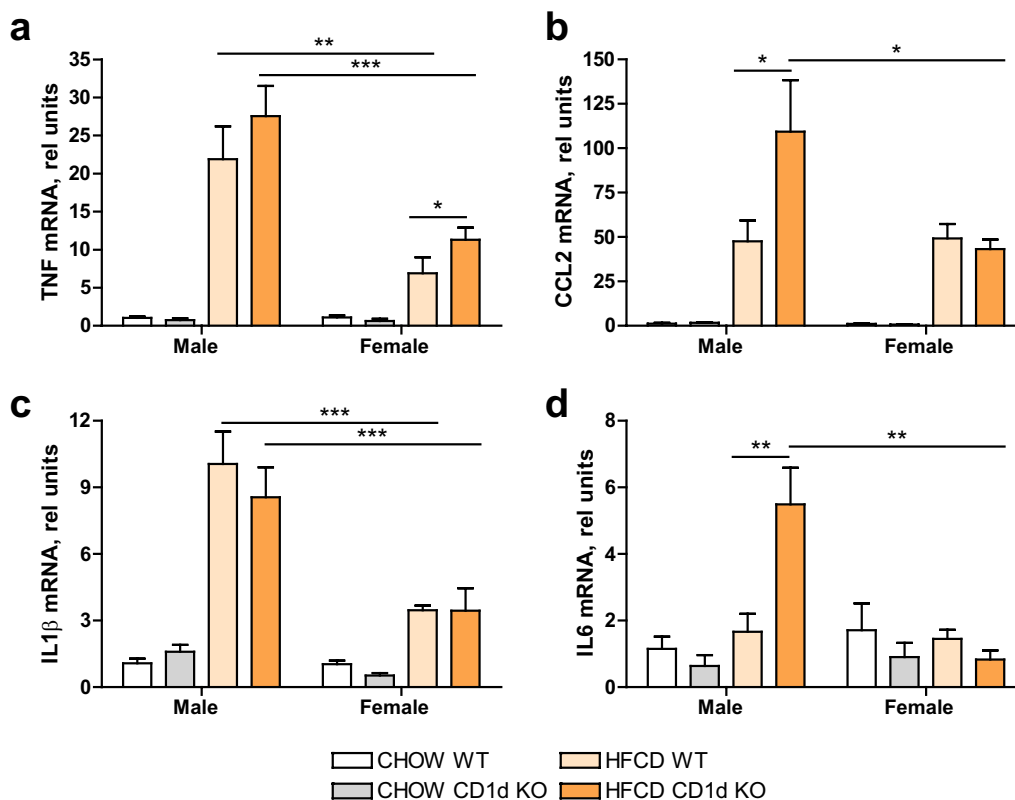 a
**
***
*
TNF mRNA, rel units
35
30
25
20
15
10
5
0
Male Female
b
*
*
CCL2 mRNA, rel units
150
125
100
75
50
25
0
Male Female
c
***
***
IL1β mRNA, rel units
12
9
6
3
0
Male Female
d
**
**
IL6 mRNA, rel units
8
6
4
2
0
Male Female
CHOW WT HFCD WT
CHOW CD1d KO HFCD CD1d KO